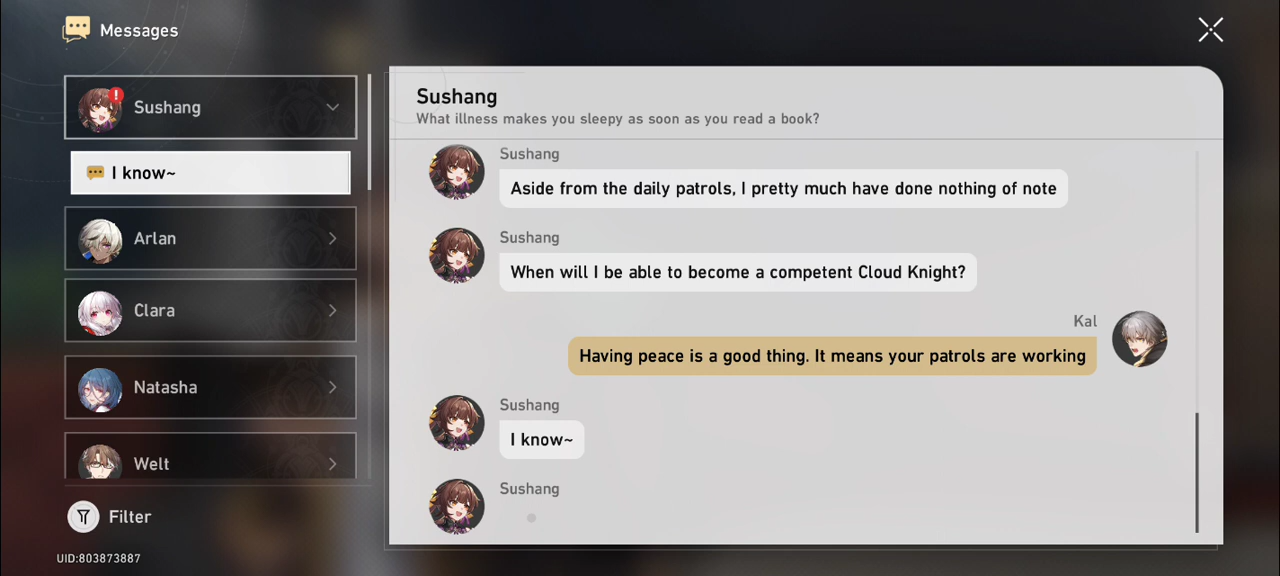 Messages
Sushang
I know~
Arlan
Clara
Natasha
Welt
Filter
UID:803873887
Sushang
What illness makes you sleepy as soon as you read a book?
Sushang
Aside from the daily patrols, I pretty much have done nothing of note
Sushang
When will I be able to become a competent Cloud Knight?
Kal
Having peace is a good thing. It means your patrols are working
Sushang
I know~
Sushang